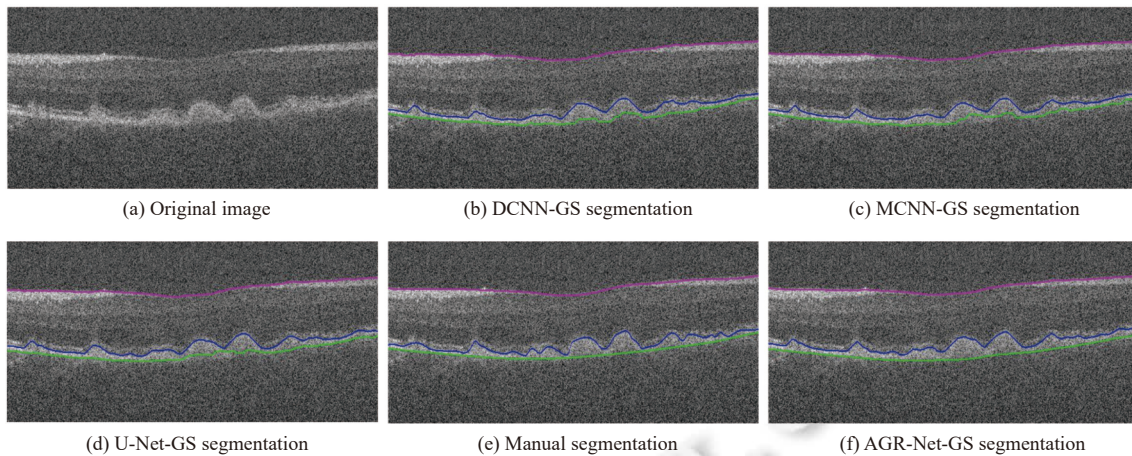 (a) Original image
(b) DCNN-GS segmentation
(c) MCNN-GS segmentation
(d) U-Net-GS segmentation
(e) Manual segmentation
(f) AGR-Net-GS segmentation